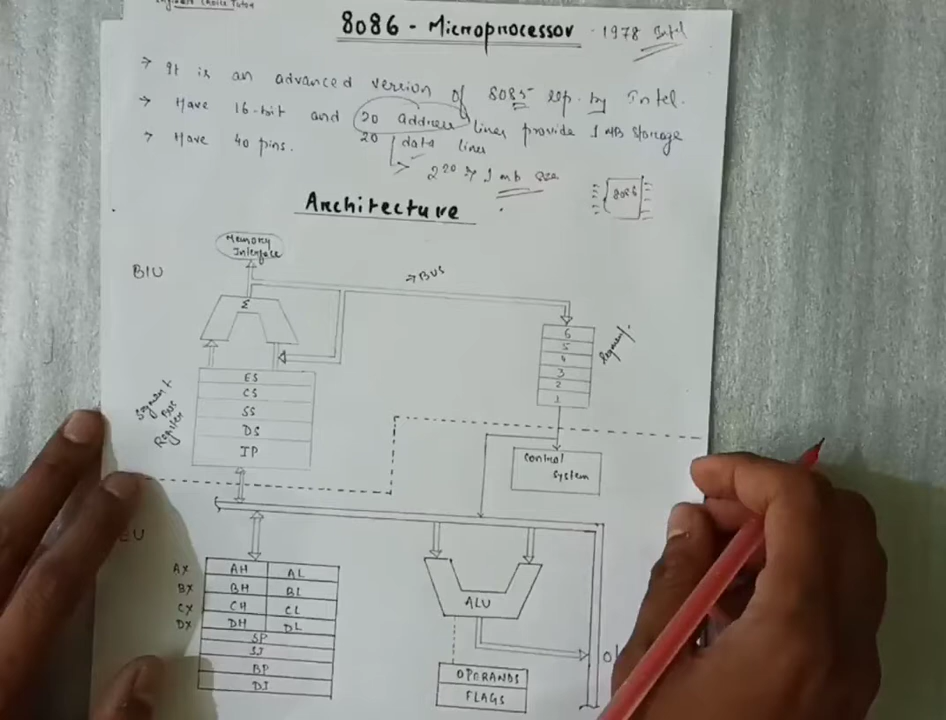 8086 - Microprocessor - 1978 Intel
→ It is an advanced version of 8085 by Intel.
→ Have 16-bit and 20 address lines provide 1 MB storage
→ Have 40 pins. 20 data lines
2²⁰ → 1 mb size
8086
Architecture
Memory
Interface
BIU
→ BUS
Σ
6
5
4
3
2
1
ES
CS
SS
DS
IP
Control
System
EU
AX AH AL
BX BH BL
CX CH CL
DX DH DL
SP
SI
BP
DI
ALU
OPERANDS
FLAGS